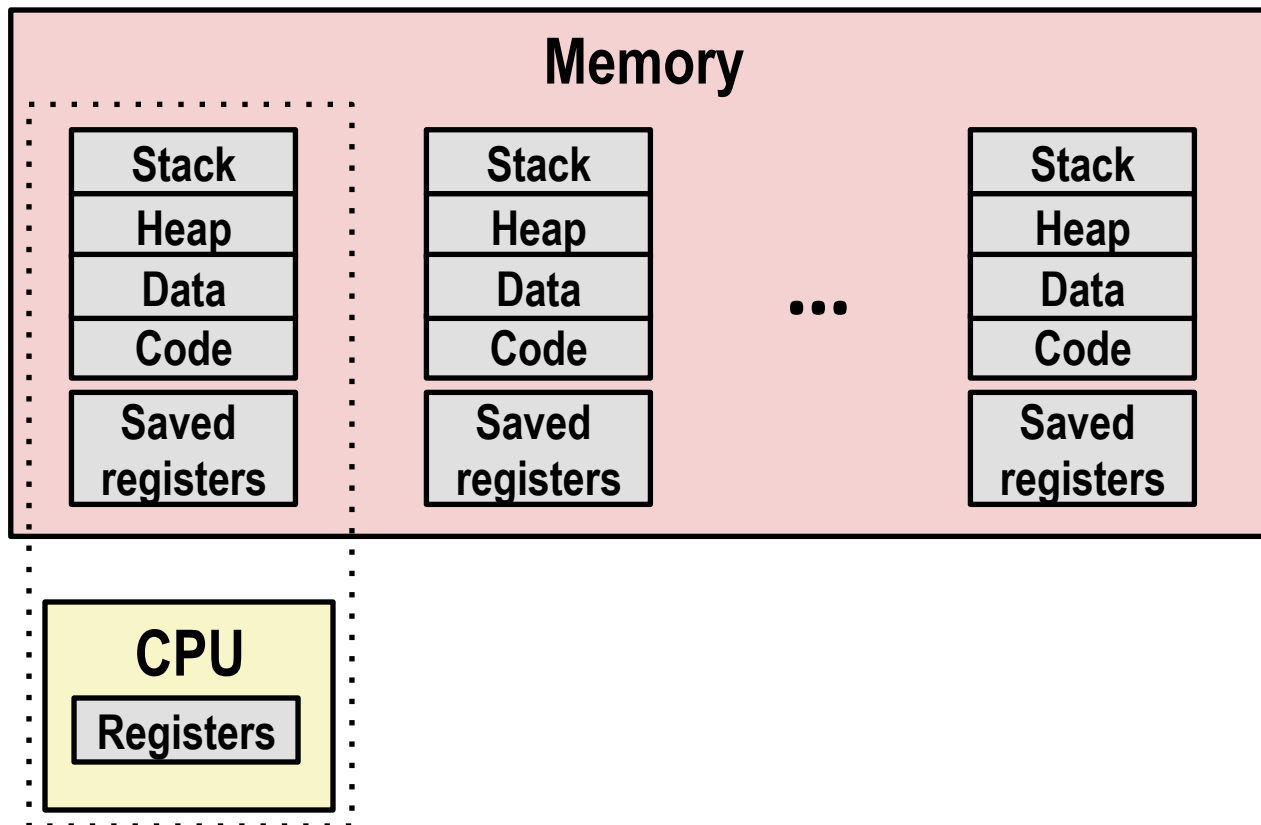 Memory
Stack
Heap
Data
Code
Saved
registers
Stack
Heap
Data
Code
Saved
registers
...
Stack
Heap
Data
Code
Saved
registers
CPU
Registers